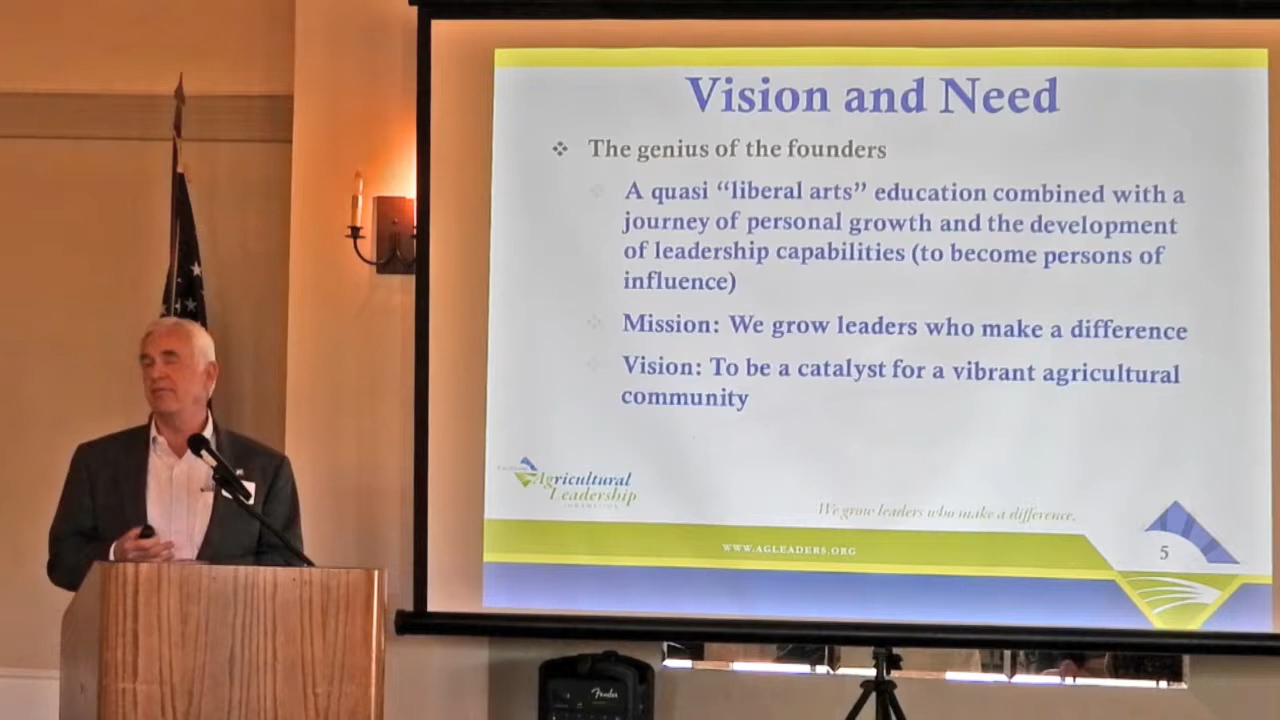 Vision and Need
The genius of the founders
A quasi “liberal arts” education combined with a
journey of personal growth and the development
of leadership capabilities (to become persons of
influence)
Mission: We grow leaders who make a difference
Vision: To be a catalyst for a vibrant agricultural
community
Agricultural
Leadership
FOUNDATION
We grow leaders who make a difference.
WWW.AGLEADERS.ORG
5
Fender